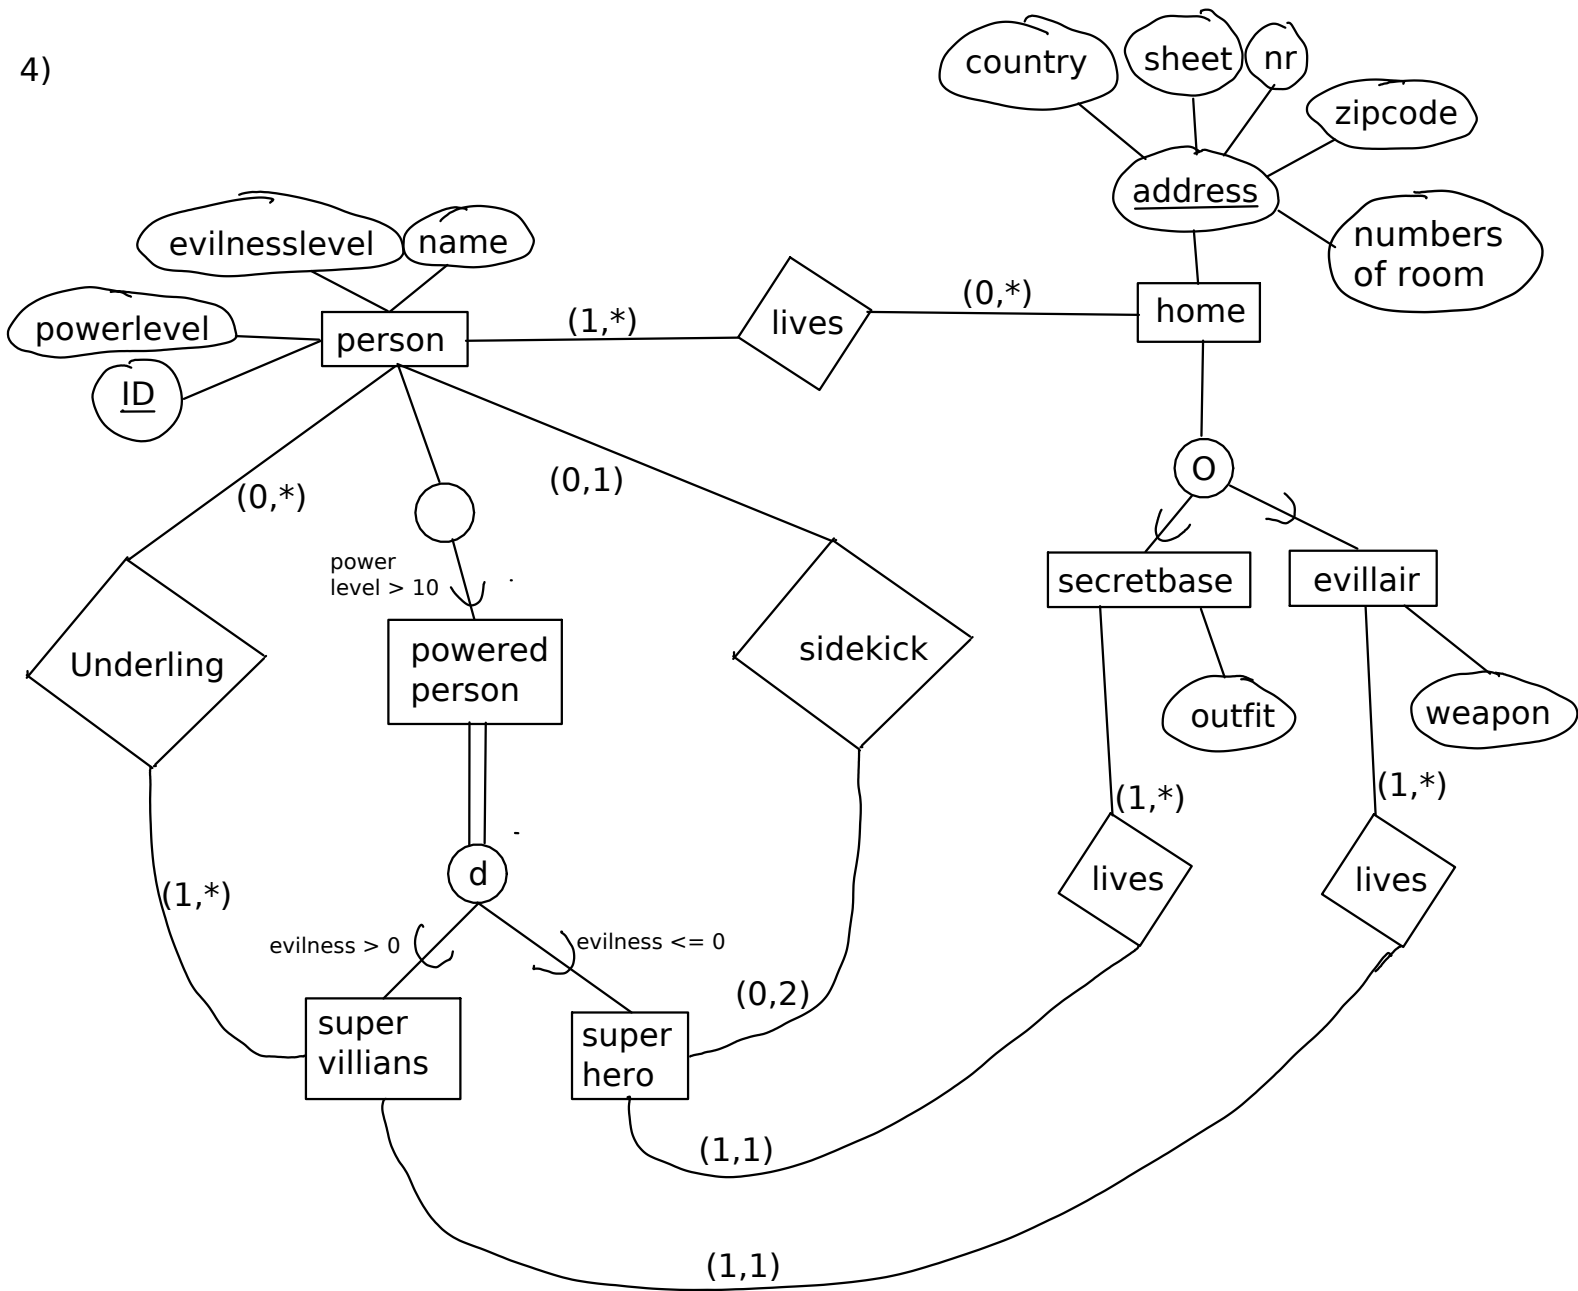 4)
country
sheet
nr
zipcode
address
numbers
of room
evilnesslevel
name
powerlevel
person
ID
(1,*)
lives
(0,*)
home
(0,*)
(0,1)
O
power
level > 10
secretbase
evillair
Underling
powered
person
sidekick
outfit
weapon
(1,*)
(1,*)
d
lives
lives
(1,*)
evilness > 0
evilness <= 0
(0,2)
super
villians
super
hero
(1,1)
(1,1)